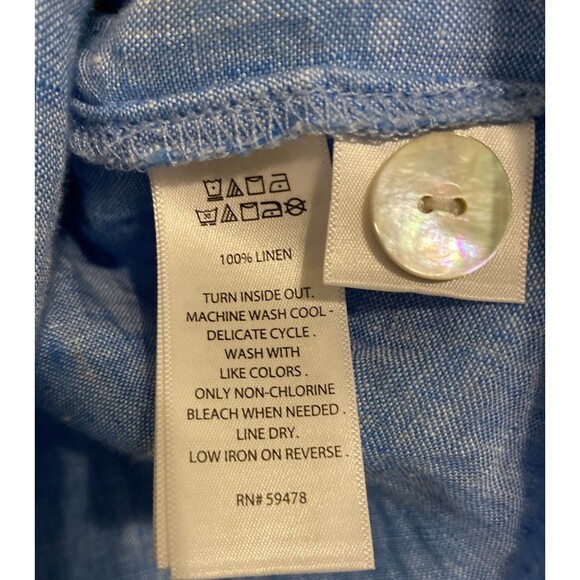 100% LINEN
TURN INSIDE OUT.
MACHINE WASH COOL -
DELICATE CYCLE .
WASH WITH
LIKE COLORS .
ONLY NON-CHLORINE
BLEACH WHEN NEEDED .
LINE DRY.
LOW IRON ON REVERSE .
RN# 59478